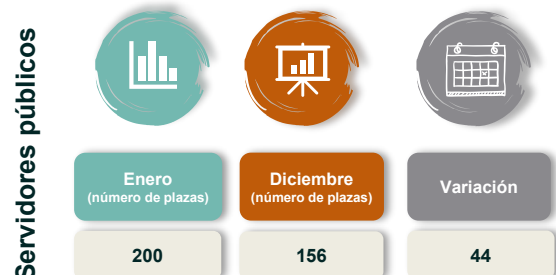 Servidores públicos
Enero
(número de plazas)
Diciembre
(número de plazas)
Variación
200
156
44